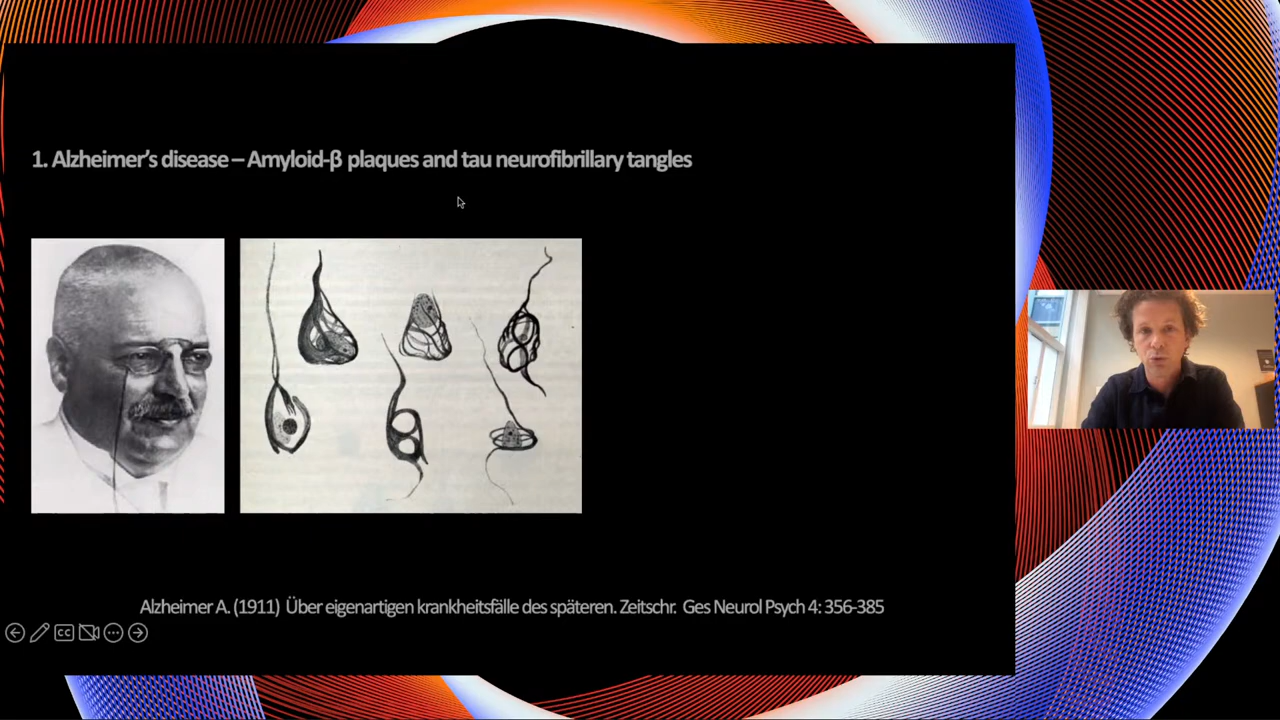 1. Alzheimer's disease – Amyloid-β plaques and tau neurofibrillary tangles
Alzheimer A. (1911) Über eigenartigen krankheitsfälle des späteren. Zeitschr. Ges Neurol Psych 4: 356-385
CC